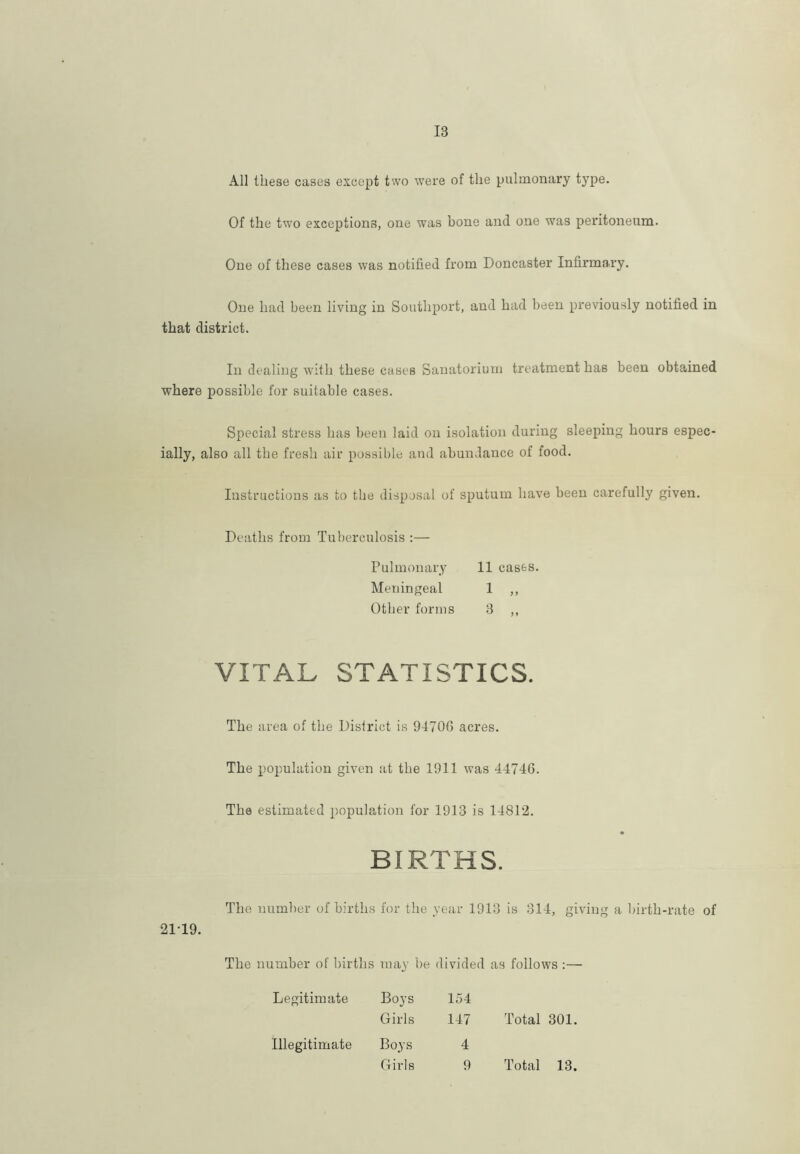 13
All these cases except two were of the pulmonary type.
Of the two exceptions, one was bone and one was peritoneum.
One of these cases was notified from Doncaster Infirmary.
One had been living in Southport, and had been previously notified in
that district.
In dealing with these cases Sanatorium treatment has been obtained
where possible for suitable cases.
Special stress has been laid on isolation during sleeping hours espec-
ially, also all the fresh air possible and abundance of food.
Instructions as to the disposal of sputum have been carefully given.
Deaths from Tuberculosis :—
Pulmonary 11 cases.
Meningeal 1 ,,
Other forms 3 ,,
VITAL STATISTICS.
The area of the District is 94706 acres.
The population given at the 1911 was 44746.
The estimated population for 1913 is 14812.
BIRTHS.
The number of births for the year 1913 is 314, giving a birth-rate of
21·19.
The number of births may be divided as follows :—
Legitimate Boys 154
Girls 147 Total 301.
Illegitimate Boys 4
Girls 9 Total 13.